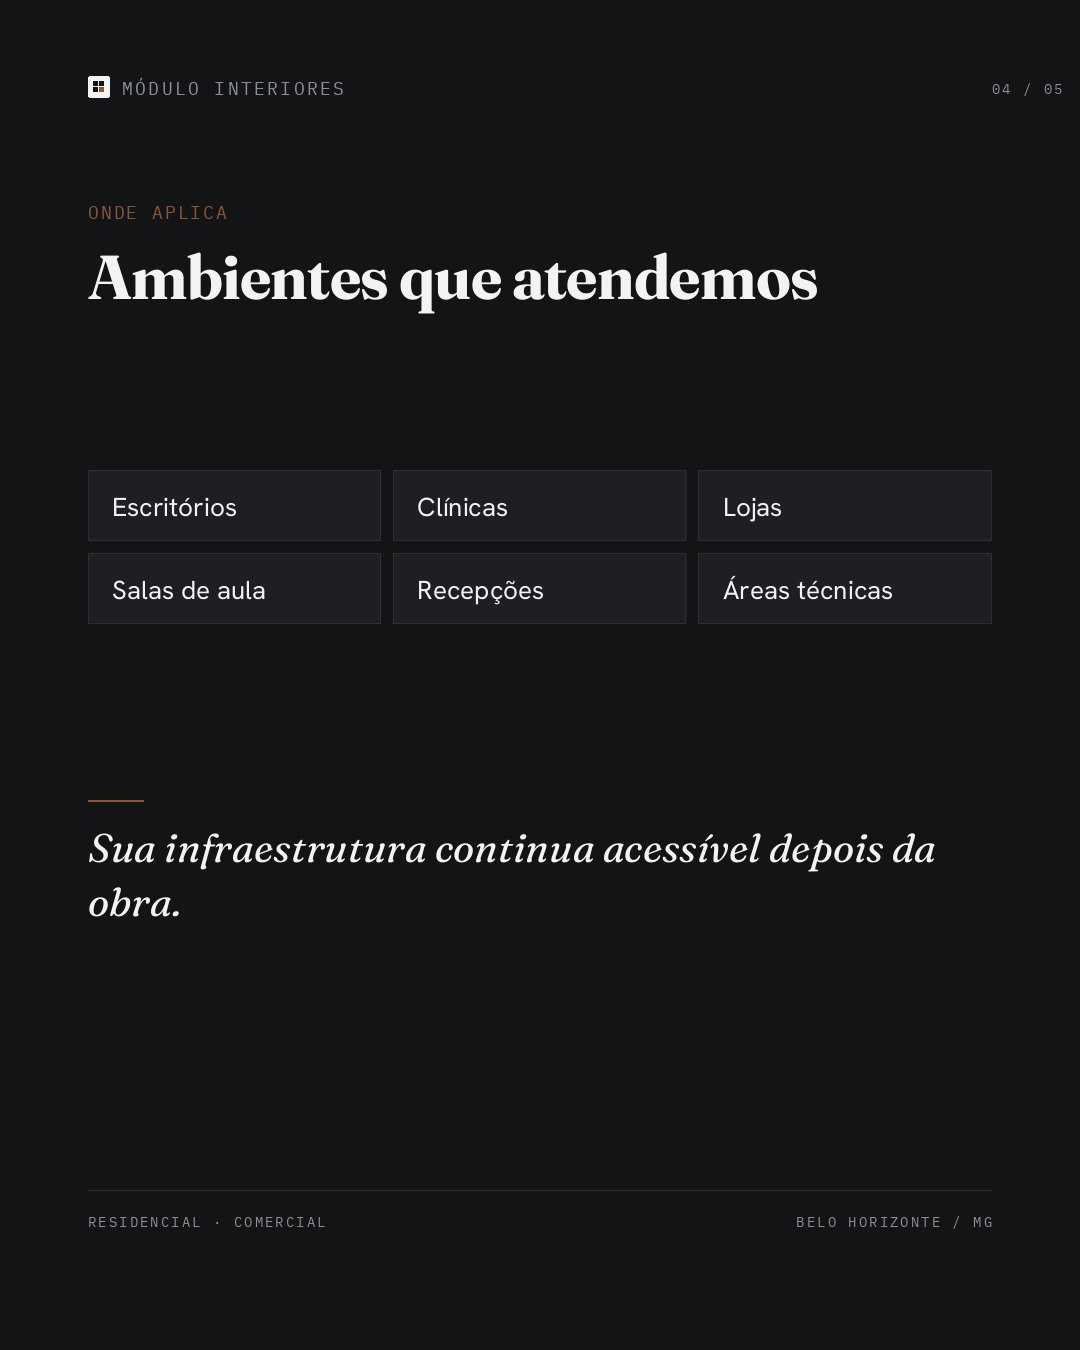 MÓDULO INTERIORES
04 / 05
ONDE APLICA
Ambientes que atendemos
Escritórios
Clínicas
Lojas
Salas de aula
Recepções
Áreas técnicas
Sua infraestrutura continua acessível depois da
obra.
RESIDENCIAL · COMERCIAL
BELO HORIZONTE / MG